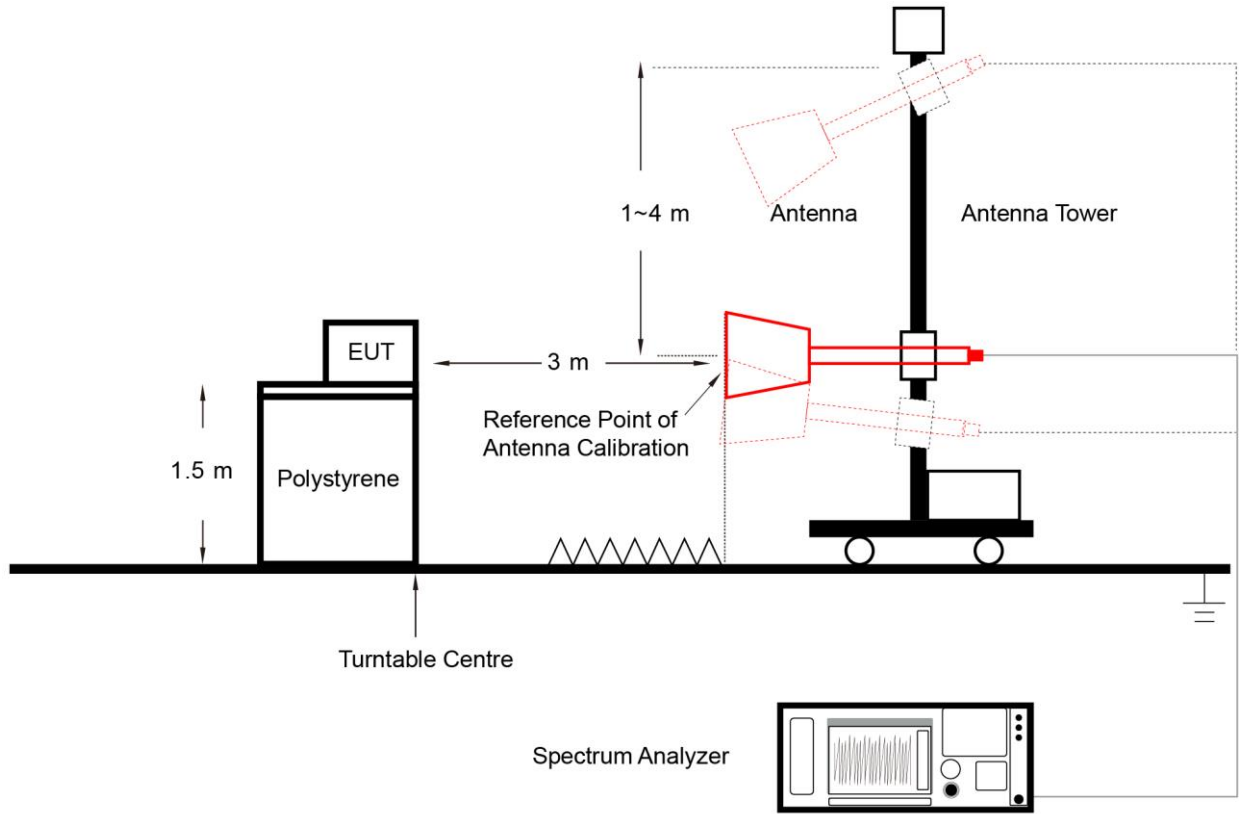 1~4 m
Antenna
Antenna Tower
EUT
3 m
Reference Point of
Antenna Calibration
1.5 m
Polystyrene
Turntable Centre
Spectrum Analyzer